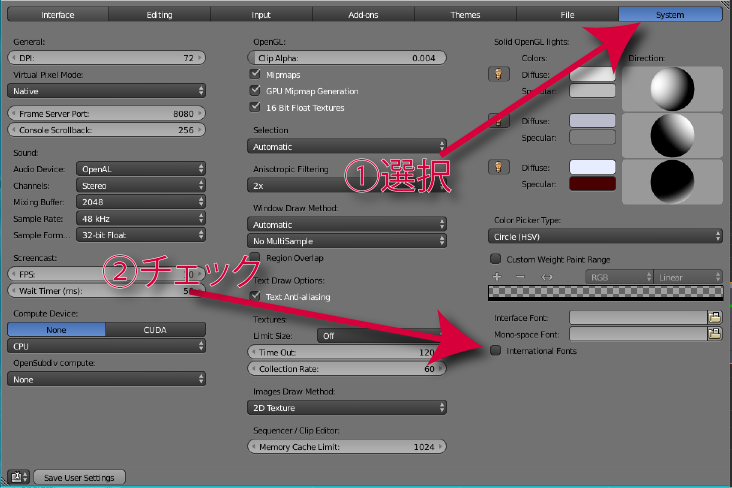 Interface Editing Input Add-ons Themes File System
General:
DPI: 72
Virtual Pixel Mode:
Native
Frame Server Port: 8080
Console Scrollback: 256
Sound:
Audio Device: OpenAL
Channels: Stereo
Mixing Buffer: 2048
Sample Rate: 48 kHz
Sample Form... 32-bit Float
Screencast:
FPS:
Wait Timer (ms):
Compute Device:
None CUDA
CPU
OpenSubdiv compute:
None
OpenGL:
Clip Alpha: 0.004
Mipmaps
GPU Mipmap Generation
16 Bit Float Textures
Selection
Automatic
Anisotropic Filtering
2x
Window Draw Method:
Automatic
No MultiSample
Region Overlap
Text Draw Options:
Text Anti-aliasing
Textures:
Limit Size: Off
Time Out: 120
Collection Rate: 60
Images Draw Method:
2D Texture
Sequencer / Clip Editor:
Memory Cache Limit: 1024
Solid OpenGL lights:
Colors: Direction:
Diffuse:
Specular:
Diffuse:
Specular:
Diffuse:
Specular:
Color Picker Type:
Circle (HSV)
Custom Weight Paint Range
RGB Linear
Interface Font:
Mono-space Font:
International Fonts
①選択
②チェック
Save User Settings